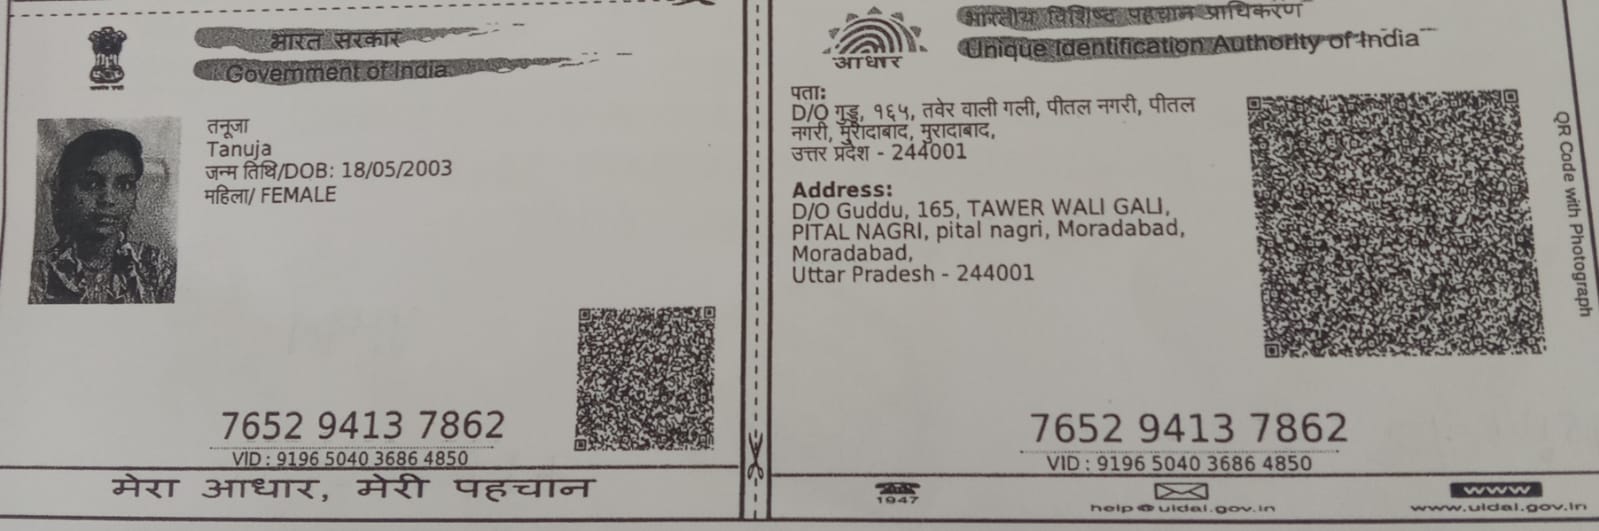 भारत सरकार
Government of India
तनूजा
Tanuja
जन्म तिथि/DOB: 18/05/2003
महिला/ FEMALE
7652 9413 7862
VID : 9196 5040 3686 4850
मेरा आधार, मेरी पहचान
भारतीय विशिष्ट पहचान प्राधिकरण
Unique Identification Authority of India
आधार
पता:
D/O गुड्डू, १६५, तवेर वाली गली, पीतल नगरी, पीतल
नगरी, मुरादाबाद, मुरादाबाद,
उत्तर प्रदेश - 244001
Address:
D/O Guddu, 165, TAWER WALI GALI,
PITAL NAGRI, pital nagri, Moradabad,
Moradabad,
Uttar Pradesh - 244001
QR Code with Photograph
7652 9413 7862
VID : 9196 5040 3686 4850
1947
help@uidai.gov.in
www
www.uidai.gov.in